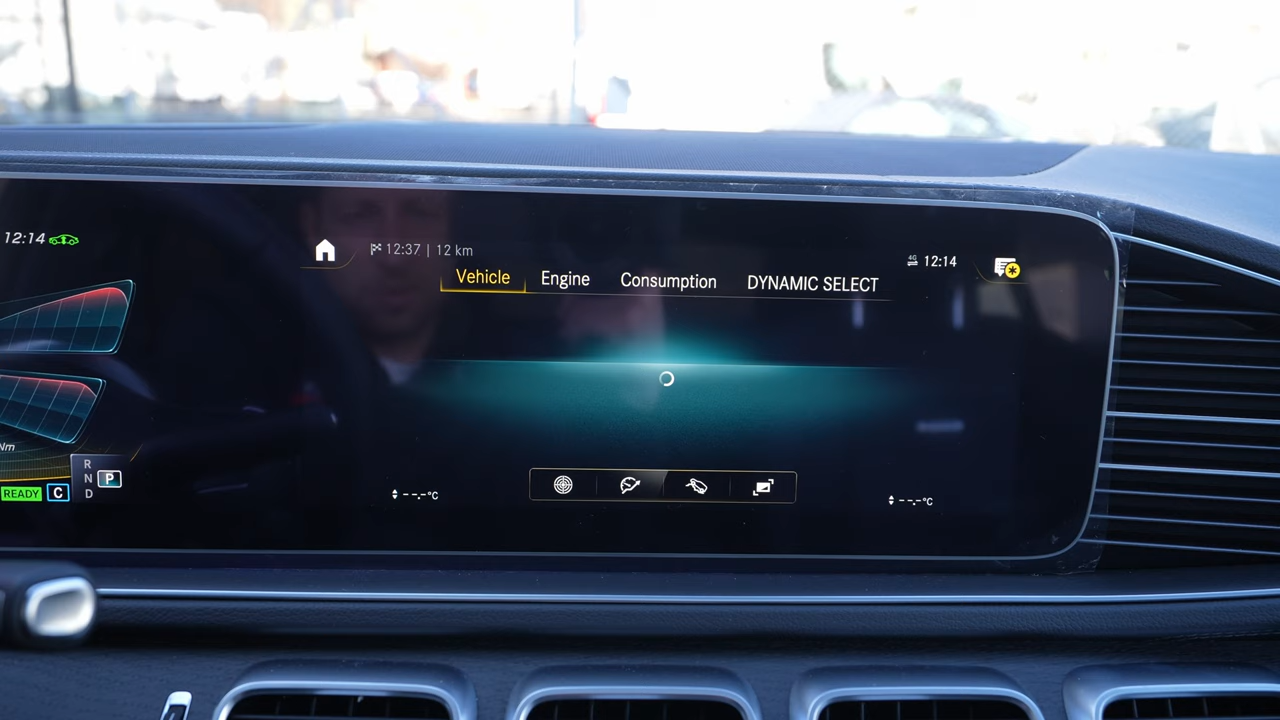 12:14
12:37 | 12 km
4G 12:14
Vehicle Engine Consumption DYNAMIC SELECT
Nm
R
N P
D
READY C
--.-°C
--.-°C